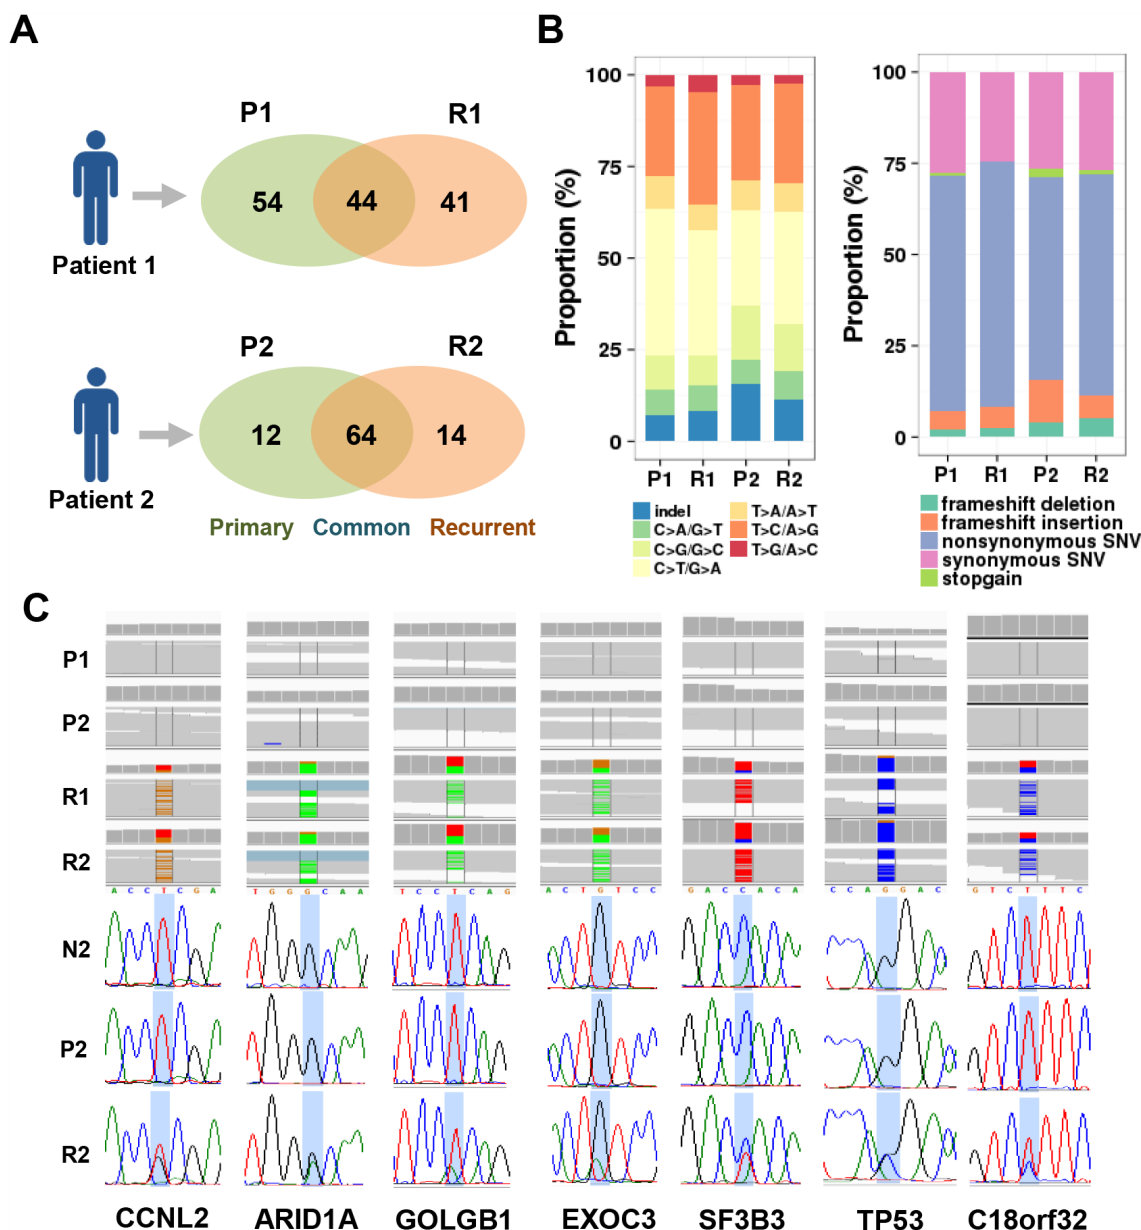 A
P1
R1
54
44
41
Patient 1
P2
R2
12
64
14
Patient 2
Primary
Common
Recurrent
B
Proportion (%)
100
75
50
25
0
P1
R1
P2
R2
indel
C>A/G>T
C>G/G>C
C>T/G>A
T>A/A>T
T>C/A>G
T>G/A>C
Proportion (%)
100
75
50
25
0
P1
R1
P2
R2
frameshift deletion
frameshift insertion
nonsynonymous SNV
synonymous SNV
stopgain
C
P1
P2
R1
R2
A C C T C G A
T G G G C A A
T C C T C A G
A C T G T C C
G A C C A C A
C C A G G A C
G T C T T T C
N2
P2
R2
CCNL2
ARID1A
GOLGB1
EXOC3
SF3B3
TP53
C18orf32